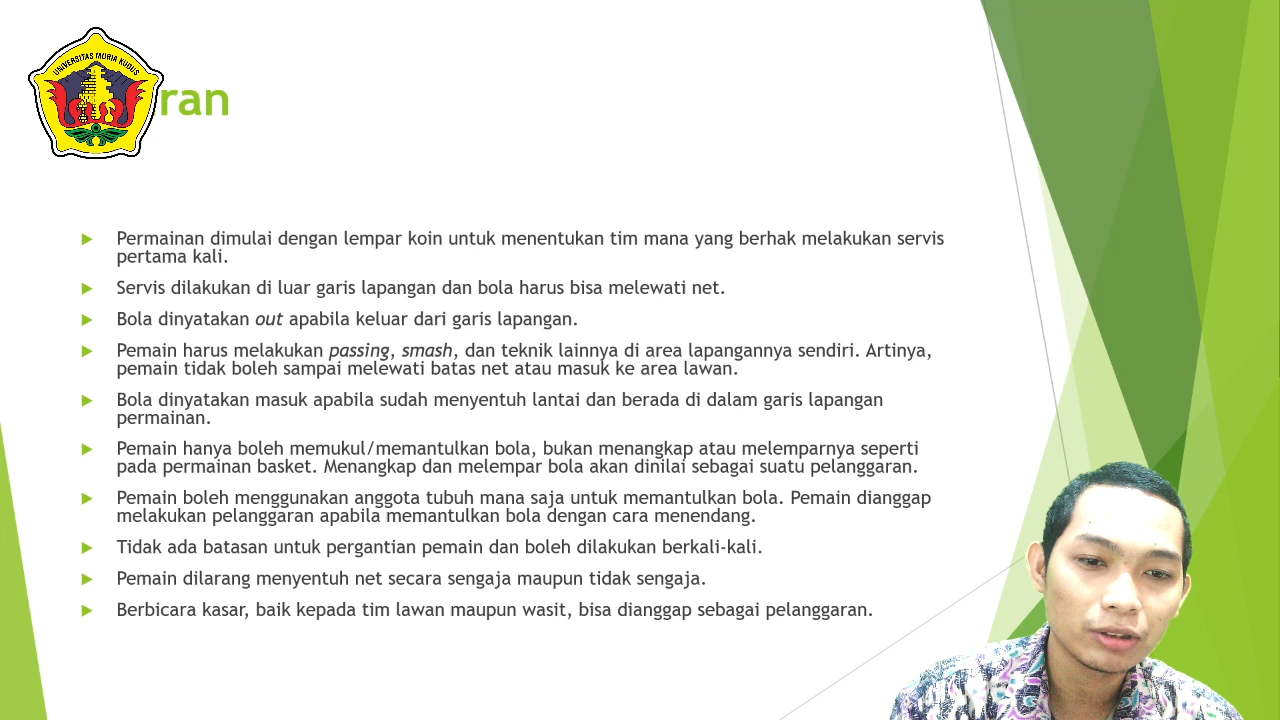 UNIVERSITAS MURIA KUDUS
ran
Permainan dimulai dengan lempar koin untuk menentukan tim mana yang berhak melakukan servis
pertama kali.
Servis dilakukan di luar garis lapangan dan bola harus bisa melewati net.
Bola dinyatakan out apabila keluar dari garis lapangan.
Pemain harus melakukan passing, smash, dan teknik lainnya di area lapangannya sendiri. Artinya,
pemain tidak boleh sampai melewati batas net atau masuk ke area lawan.
Bola dinyatakan masuk apabila sudah menyentuh lantai dan berada di dalam garis lapangan
permainan.
Pemain hanya boleh memukul/memantulkan bola, bukan menangkap atau melemparnya seperti
pada permainan basket. Menangkap dan melempar bola akan dinilai sebagai suatu pelanggaran.
Pemain boleh menggunakan anggota tubuh mana saja untuk memantulkan bola. Pemain dianggap
melakukan pelanggaran apabila memantulkan bola dengan cara menendang.
Tidak ada batasan untuk pergantian pemain dan boleh dilakukan berkali-kali.
Pemain dilarang menyentuh net secara sengaja maupun tidak sengaja.
Berbicara kasar, baik kepada tim lawan maupun wasit, bisa dianggap sebagai pelanggaran.